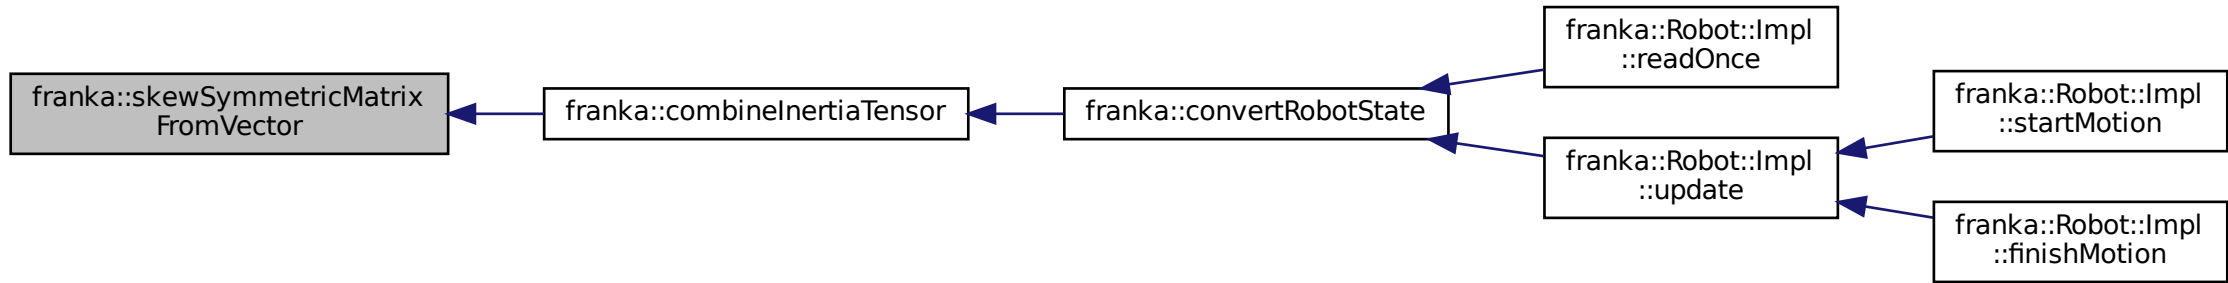 franka::skewSymmetricMatrix
FromVector
franka::combineInertiaTensor
franka::convertRobotState
franka::Robot::Impl
::readOnce
franka::Robot::Impl
::update
franka::Robot::Impl
::startMotion
franka::Robot::Impl
::finishMotion